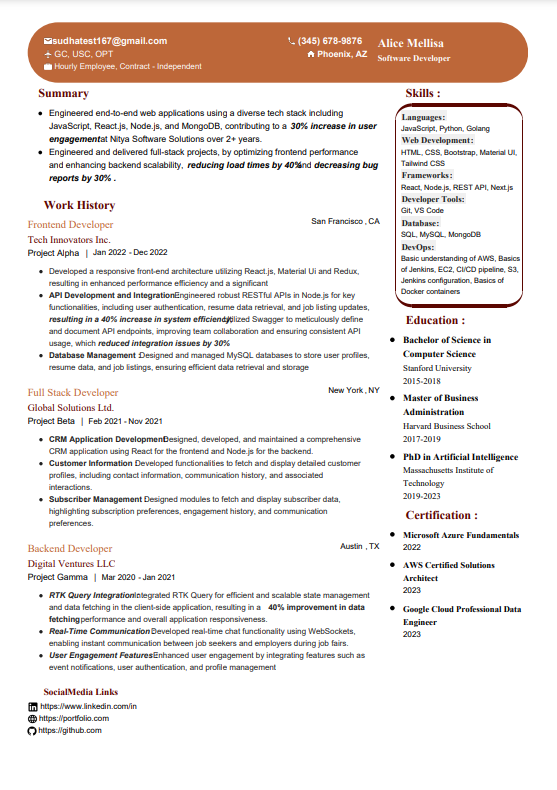 sudhatest167@gmail.com
GC, USC, OPT
Hourly Employee, Contract - Independent
(345) 678-9876
Phoenix, AZ
Alice Mellisa
Software Developer
Summary
Engineered end-to-end web applications using a diverse tech stack including
JavaScript, React.js, Node.js, and MongoDB, contributing to a 30% increase in user
engagementat Nitya Software Solutions over 2+ years.
Engineered and delivered full-stack projects, by optimizing frontend performance
and enhancing backend scalability, reducing load times by 40%and decreasing bug
reports by 30% .
Work History
Frontend Developer
San Francisco , CA
Tech Innovators Inc.
Project Alpha | Jan 2022 - Dec 2022
Developed a responsive front-end architecture utilizing React.js, Material Ui and Redux,
resulting in enhanced performance efficiency and a significant
API Development and IntegrationEngineered robust RESTful APIs in Node.js for key
functionalities, including user authentication, resume data retrieval, and job listing updates,
resulting in a 40% increase in system efficiencyUtilized Swagger to meticulously define
and document API endpoints, improving team collaboration and ensuring consistent API
usage, which reduced integration issues by 30%
Database Management Designed and managed MySQL databases to store user profiles,
resume data, and job listings, ensuring efficient data retrieval and storage
Full Stack Developer
New York , NY
Global Solutions Ltd.
Project Beta | Feb 2021 - Nov 2021
CRM Application DevelopmentDesigned, developed, and maintained a comprehensive
CRM application using React for the frontend and Node.js for the backend.
Customer Information Developed functionalities to fetch and display detailed customer
profiles, including contact information, communication history, and associated
interactions.
Subscriber Management Designed modules to fetch and display subscriber data,
highlighting subscription preferences, engagement history, and communication
preferences.
Backend Developer
Austin , TX
Digital Ventures LLC
Project Gamma | Mar 2020 - Jan 2021
RTK Query IntegrationIntegrated RTK Query for efficient and scalable state management
and data fetching in the client-side application, resulting in a 40% improvement in data
fetchingperformance and overall application responsiveness.
Real-Time Communication Developed real-time chat functionality using WebSockets,
enabling instant communication between job seekers and employers during job fairs.
User Engagement FeaturesEnhanced user engagement by integrating features such as
event notifications, user authentication, and profile management
SocialMedia Links
https://www.linkedin.com/in
https://portfolio.com
https://github.com
Skills :
Languages:
JavaScript, Python, Golang
Web Development:
HTML, CSS, Bootstrap, Material UI,
Tailwind CSS
Frameworks:
React, Node.js, REST API, Next.js
Developer Tools:
Git, VS Code
Database:
SQL, MySQL, MongoDB
DevOps:
Basic understanding of AWS, Basics
of Jenkins, EC2, CI/CD pipeline, S3,
Jenkins configuration, Basics of
Docker containers
Education :
Bachelor of Science in
Computer Science
Stanford University
2015-2018
Master of Business
Administration
Harvard Business School
2017-2019
PhD in Artificial Intelligence
Massachusetts Institute of
Technology
2019-2023
Certification :
Microsoft Azure Fundamentals
2022
AWS Certified Solutions
Architect
2023
Google Cloud Professional Data
Engineer
2023